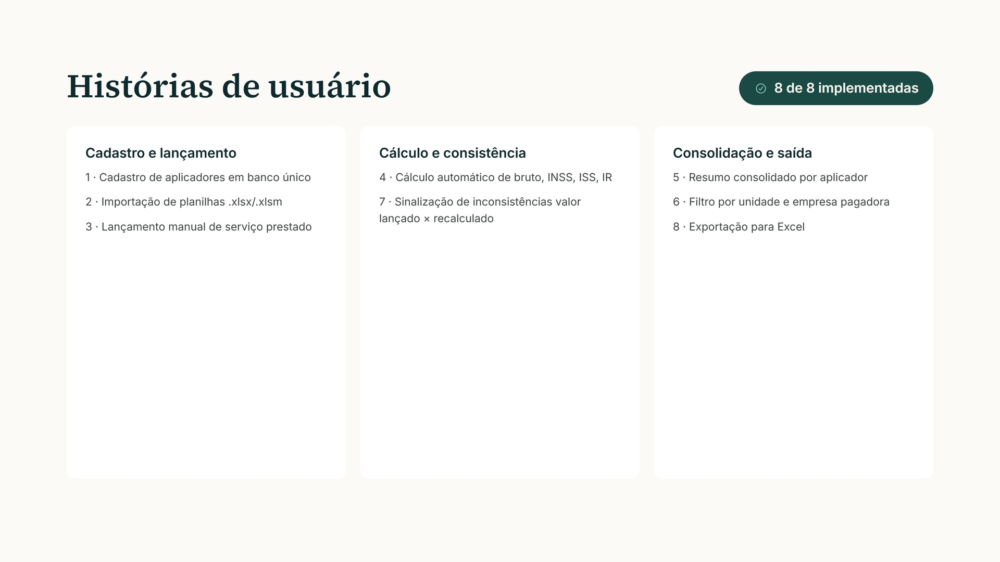 Histórias de usuário
8 de 8 implementadas
Cadastro e lançamento
1 · Cadastro de aplicadores em banco único
2 · Importação de planilhas .xlsx/.xlsm
3 · Lançamento manual de serviço prestado
Cálculo e consistência
4 · Cálculo automático de bruto, INSS, ISS, IR
7 · Sinalização de inconsistências valor
lançado × recalculado
Consolidação e saída
5 · Resumo consolidado por aplicador
6 · Filtro por unidade e empresa pagadora
8 · Exportação para Excel